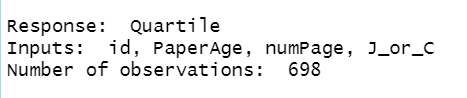 Response:  Quartile
Inputs:  id, PaperAge, numPage, J_or_C
Number of observations:  698